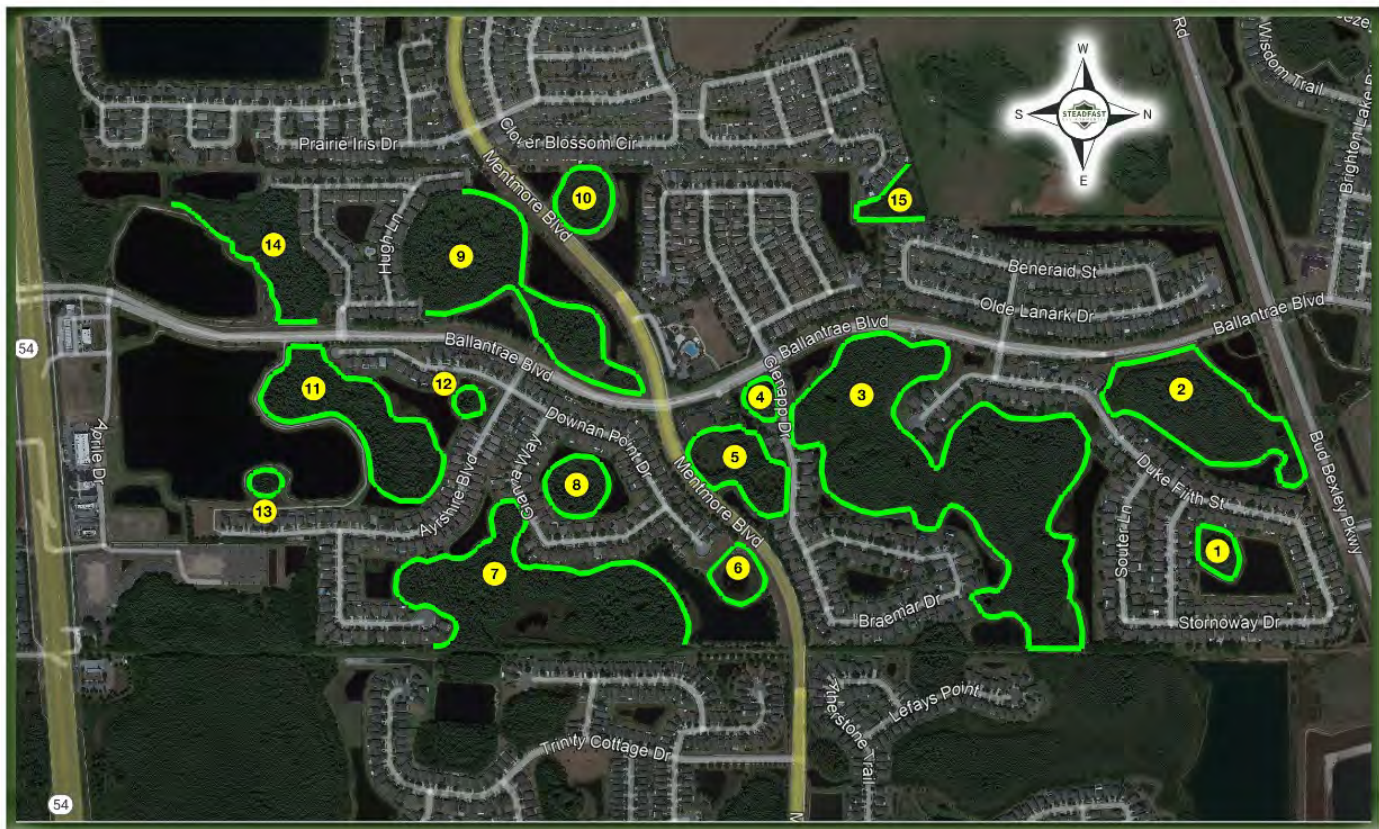 Rd
Wisdom Trail
W
S
N
E
STEADFAST
Brighton Lake
Clover Blossom Cir
Prairie Iris Dr
Mentmore Blvd
10
15
14
Hugh Ln
9
Beneraid St
Olde Lanark Dr
Ballantrae Blvd
54
Ballantrae Blvd
Ballantrae Blvd
Glenapp Dr
11
12
4
3
2
Downan Point Dr
Aprile Dr
5
Mentmore Blvd
Bud Bexley Pkwy
13
Ayrshire Blvd
8
Duke Firth St
Souter Ln
1
7
6
Braemar Dr
Stornoway Dr
Lefays Point
Trinity Cottage Dr
54